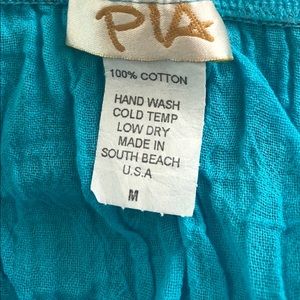 PIA
100% COTTON
HAND WASH
COLD TEMP
LOW DRY
MADE IN
SOUTH BEACH
U.S.A
M